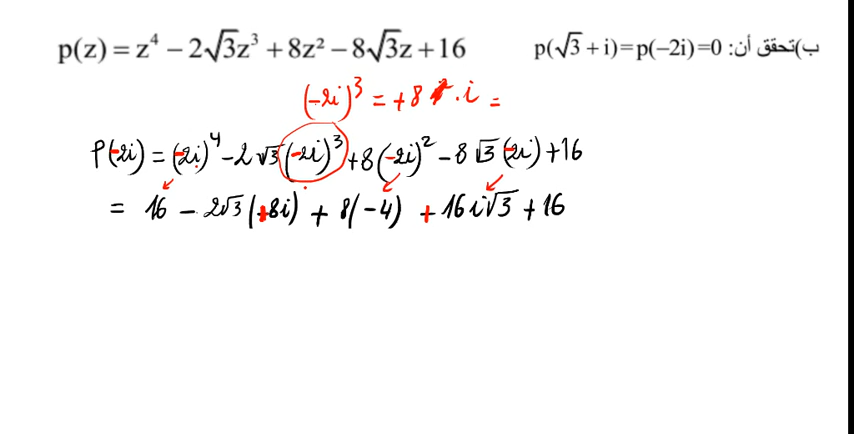 p(z) = z⁴ − 2√3z³ + 8z² − 8√3z + 16
ب)تحقق أن: p(√3 + i)=p(−2i)=0
(-2i)³ = +8 . i =
P(-2i) = (-2i)⁴ - 2√3 (-2i)³ + 8(-2i)² - 8√3 (-2i) + 16
= 16 - 2√3 (+8i) + 8(-4) + 16i√3 + 16